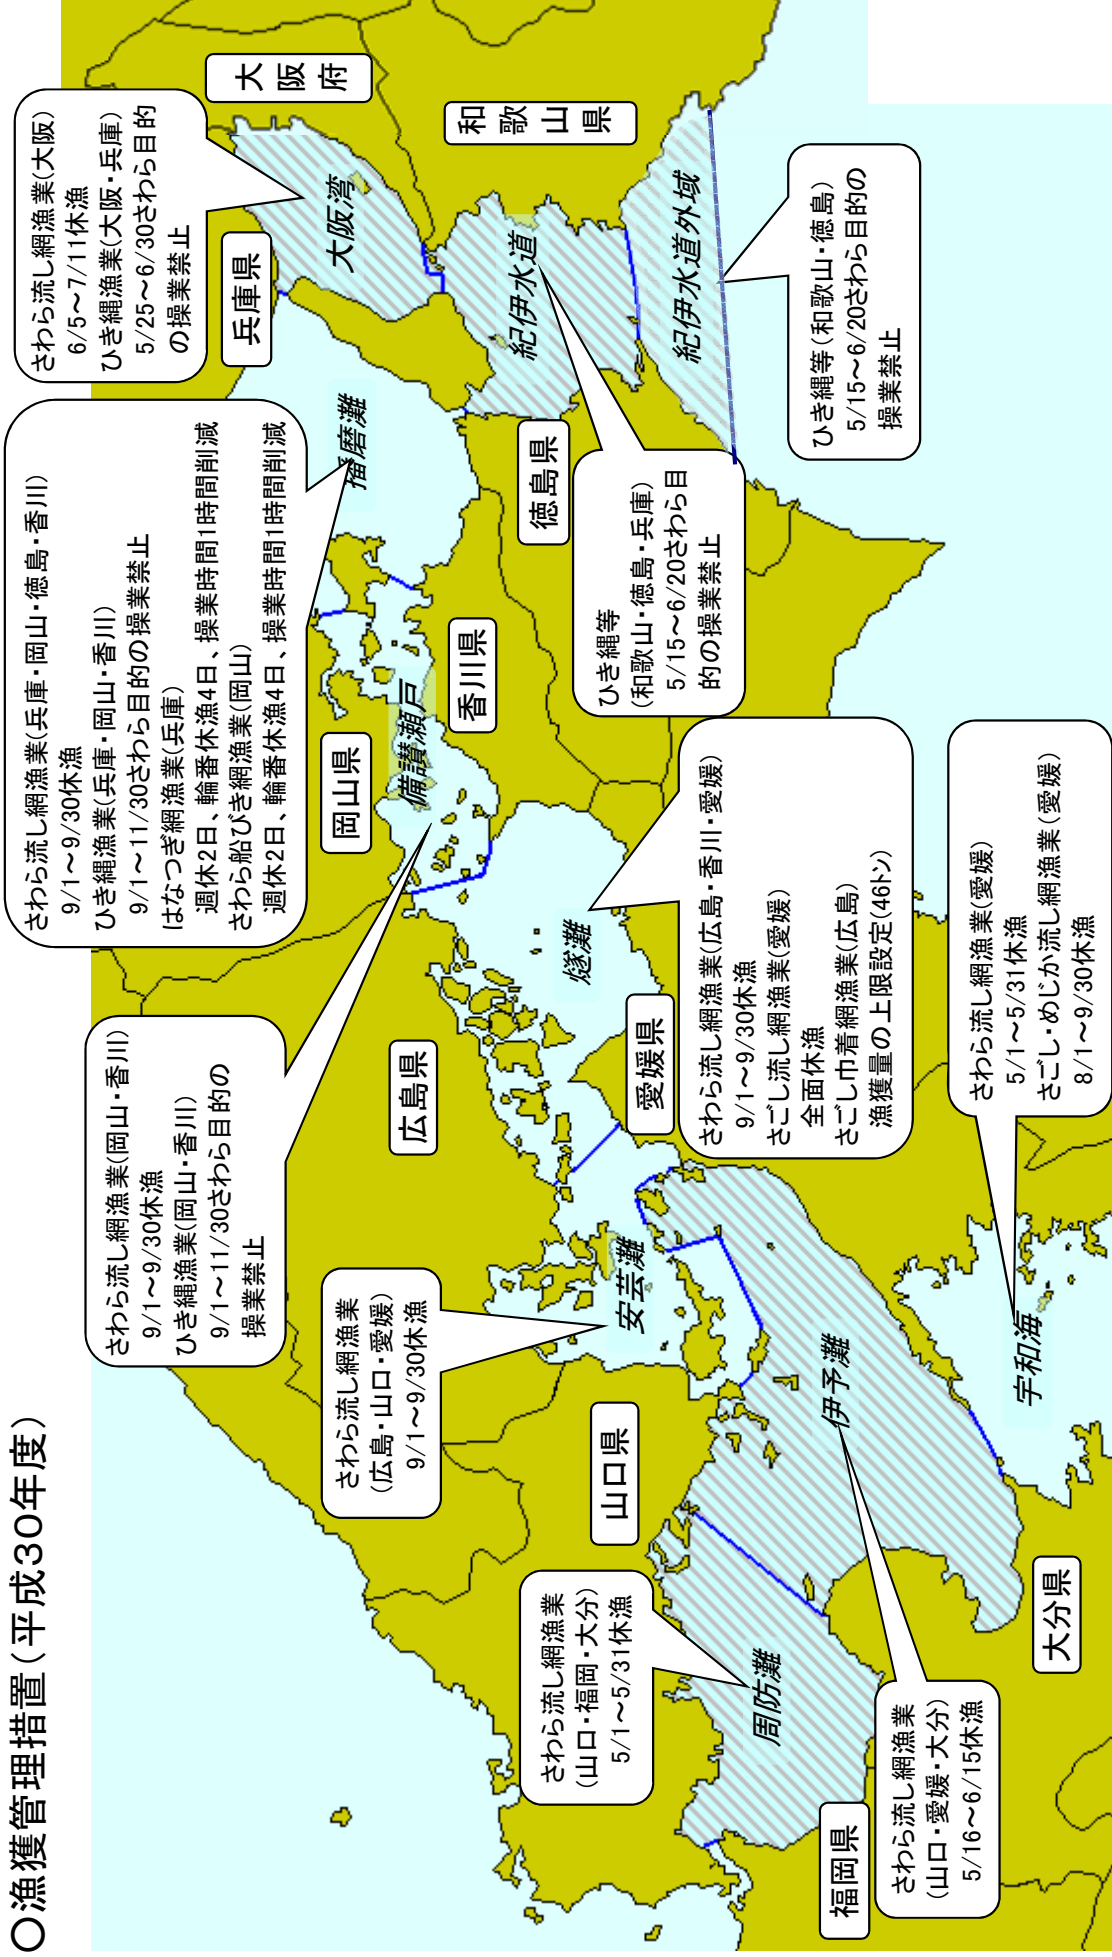 ○漁獲管理措置(平成30年度)
さわら流し網漁業(兵庫・岡山・徳島・香川)
9/1～9/30休漁
ひき縄漁業(兵庫・岡山・香川)
9/1～11/30さわら目的の操業禁止
はなつぎ網漁業(兵庫)
週休2日、輪番休漁4日、操業時間1時間削減
さわら船びき網漁業(岡山)
週休2日、輪番休漁4日、操業時間1時間削減
さわら流し網漁業(大阪)
6/5～7/11休漁
ひき縄漁業(大阪・兵庫)
5/25～6/30さわら目的
の操業禁止
さわら流し網漁業(岡山・香川)
9/1～9/30休漁
ひき縄漁業(岡山・香川)
9/1～11/30さわら目的の
操業禁止
さわら流し網漁業
(広島・山口・愛媛)
9/1～9/30休漁
さわら流し網漁業
(山口・福岡・大分)
5/1～5/31休漁
さわら流し網漁業
(山口・愛媛・大分)
5/16～6/15休漁
さわら流し網漁業(広島・香川・愛媛)
9/1～9/30休漁
さごし流し網漁業(愛媛)
全面休漁
さごし巾着網漁業(広島)
漁獲量の上限設定(46トン)
さわら流し網漁業(愛媛)
5/1～5/31休漁
さごし・めじか流し網漁業(愛媛)
8/1～9/30休漁
ひき縄等
(和歌山・徳島・兵庫)
5/15～6/20さわら目
的の操業禁止
ひき縄等(和歌山・徳島)
5/15～6/20さわら目的の
操業禁止
大阪府
和歌山県
兵庫県
徳島県
香川県
岡山県
広島県
愛媛県
山口県
福岡県
大分県
大阪湾
紀伊水道
紀伊水道外域
播磨灘
備讃瀬戸
燧灘
安芸灘
伊予灘
周防灘
宇和海